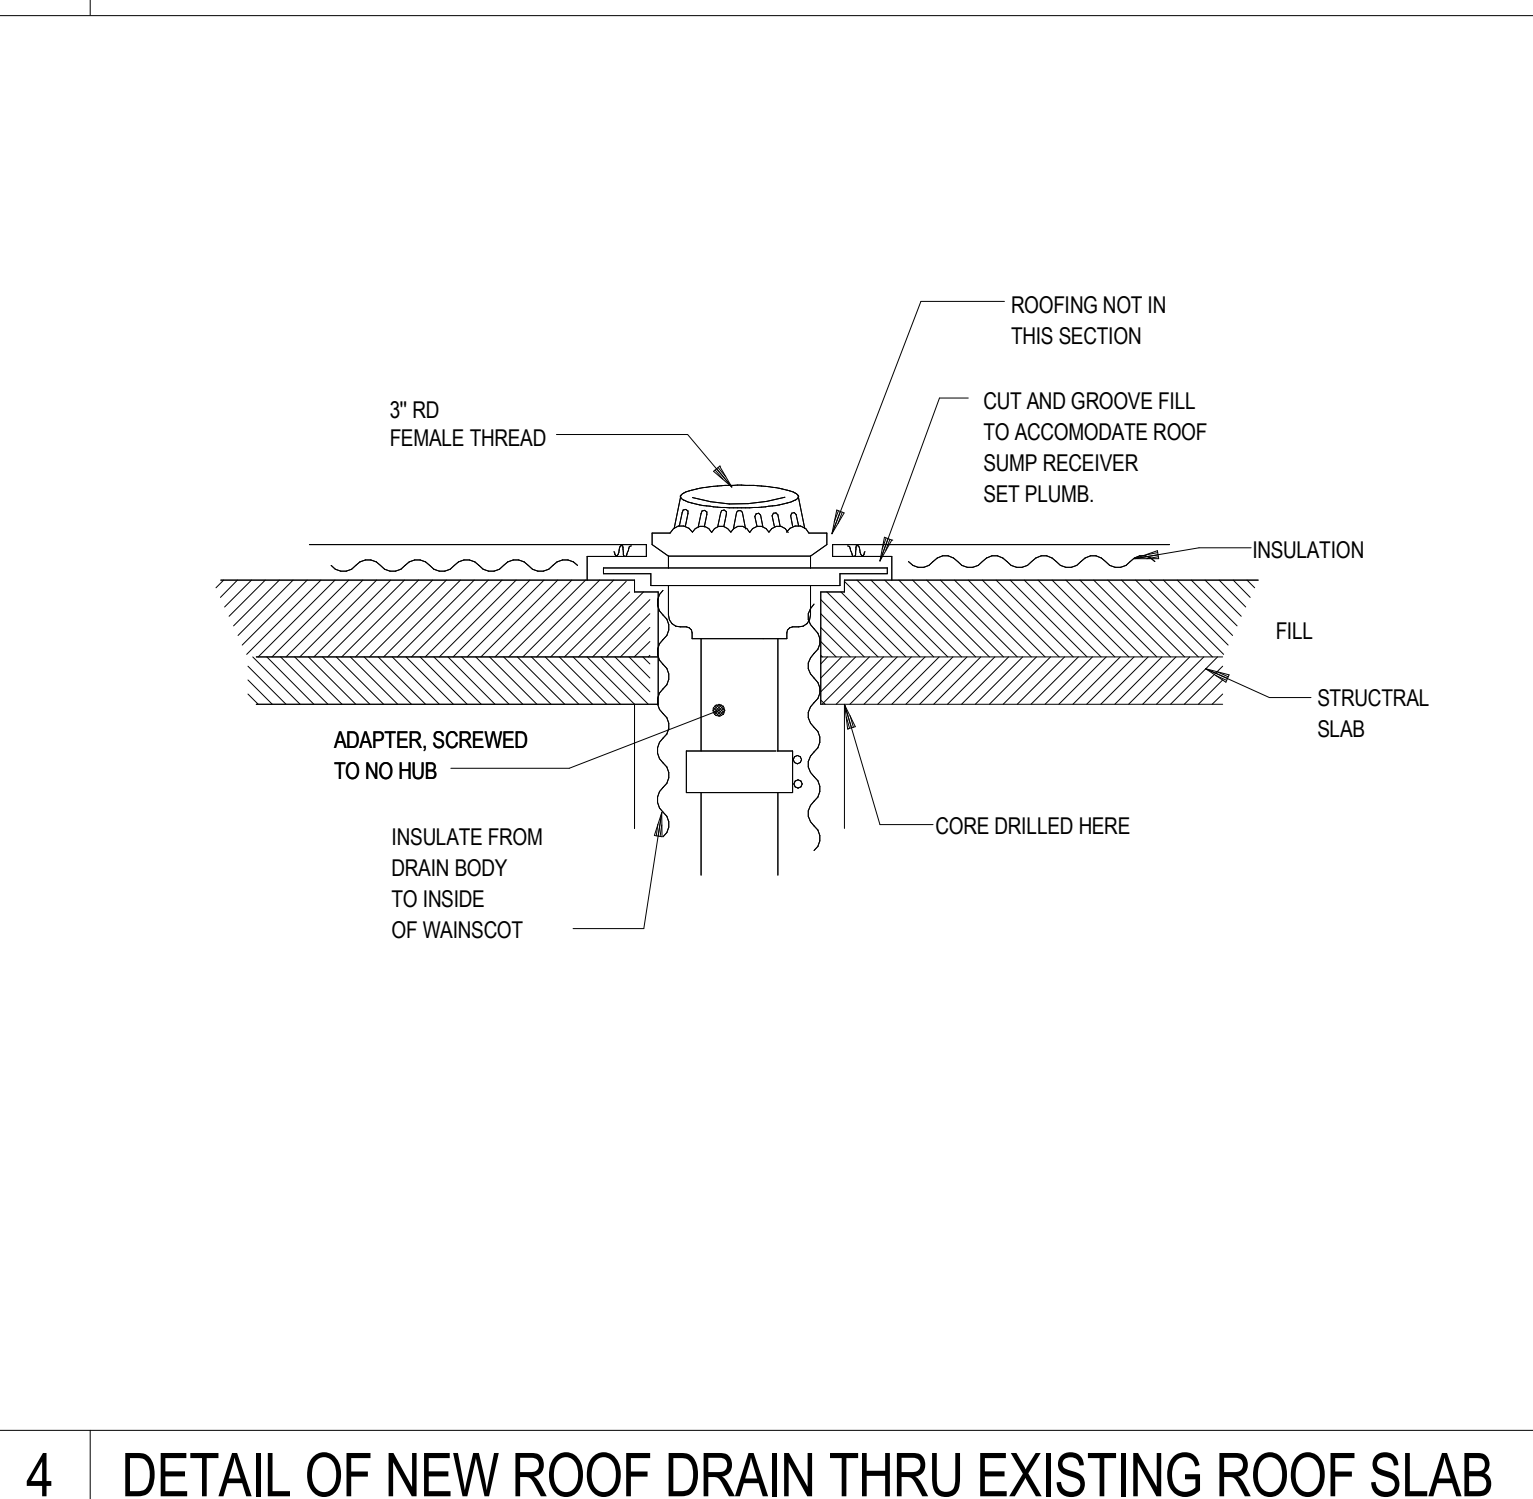 ROOFING NOT IN
THIS SECTION
3" RD
FEMALE THREAD
CUT AND GROOVE FILL
TO ACCOMODATE ROOF
SUMP RECEIVER
SET PLUMB.
INSULATION
FILL
STRUCTRAL
SLAB
ADAPTER, SCREWED
TO NO HUB
CORE DRILLED HERE
INSULATE FROM
DRAIN BODY
TO INSIDE
OF WAINSCOT
4 DETAIL OF NEW ROOF DRAIN THRU EXISTING ROOF SLAB